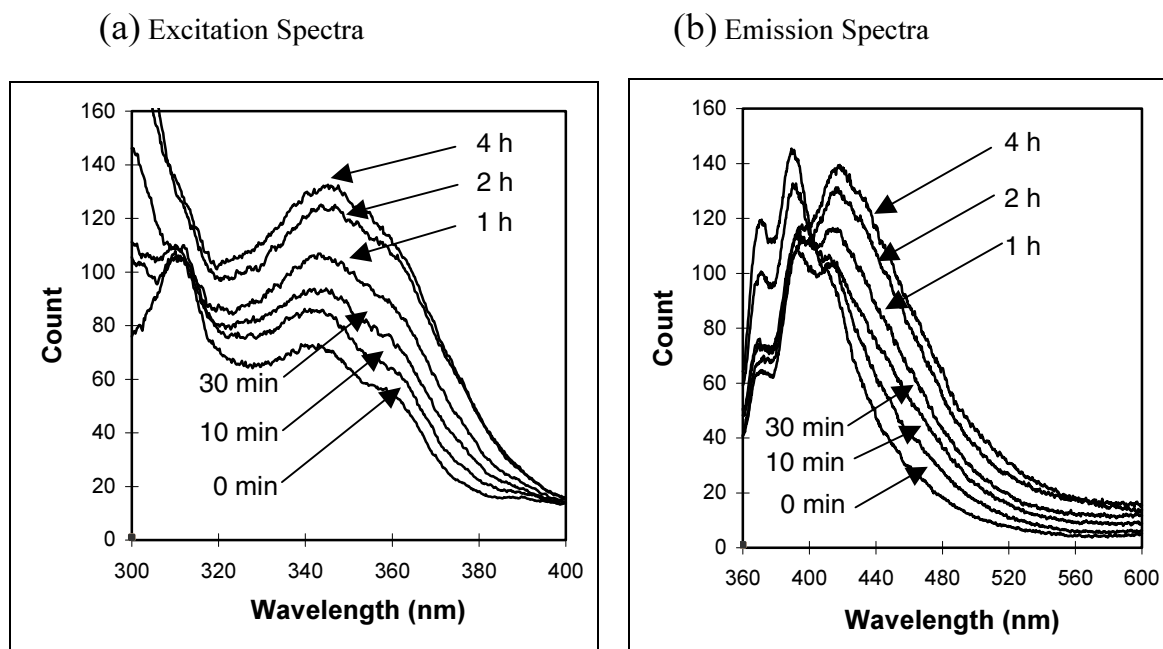 (a) Excitation Spectra
160
140
120
100
80
60
40
20
0
300
320
340
360
380
400
Count
Wavelength (nm)
4 h
2 h
1 h
30 min
10 min
0 min
(b) Emission Spectra
160
140
120
100
80
60
40
20
0
360
400
440
480
520
560
600
Count
Wavelength (nm)
4 h
2 h
1 h
30 min
10 min
0 min